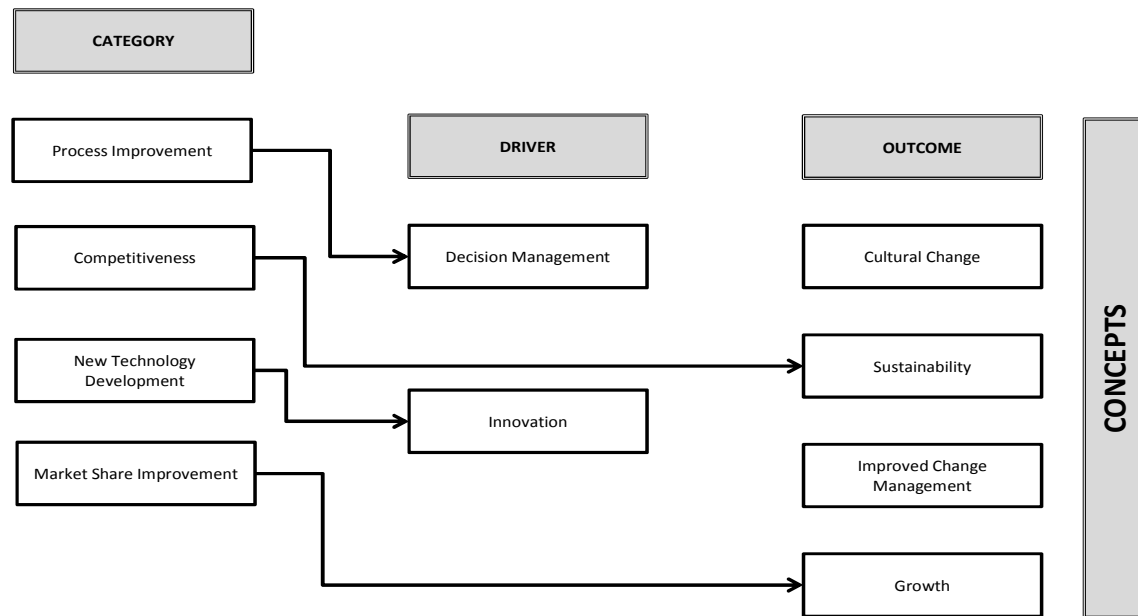 CATEGORY
Process Improvement
DRIVER
OUTCOME
Competitiveness
Decision Management
Cultural Change
New Technology
Development
Sustainability
Innovation
Market Share Improvement
Improved Change
Management
Growth
CONCEPTS